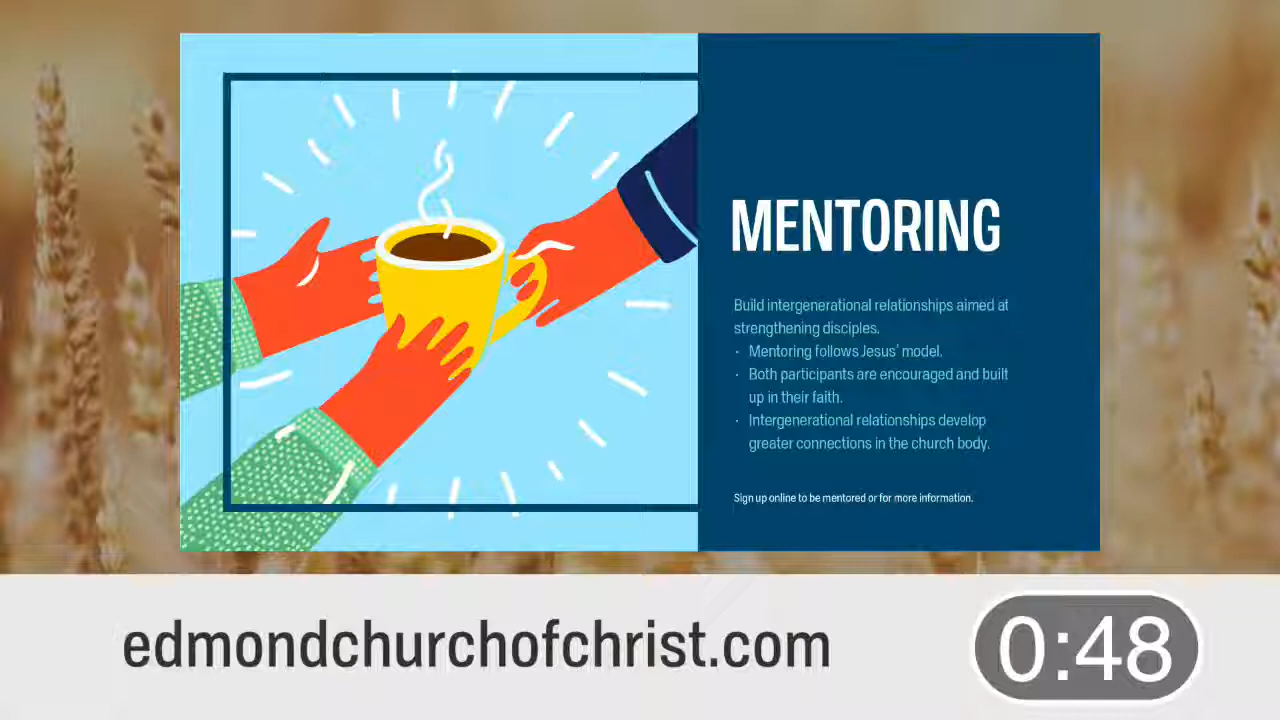 MENTORING
Build intergenerational relationships aimed at
strengthening disciples.
· Mentoring follows Jesus' model.
· Both participants are encouraged and built
up in their faith.
· Intergenerational relationships develop
greater connections in the church body.
Sign up online to be mentored or for more information.
edmondchurchofchrist.com
0:48